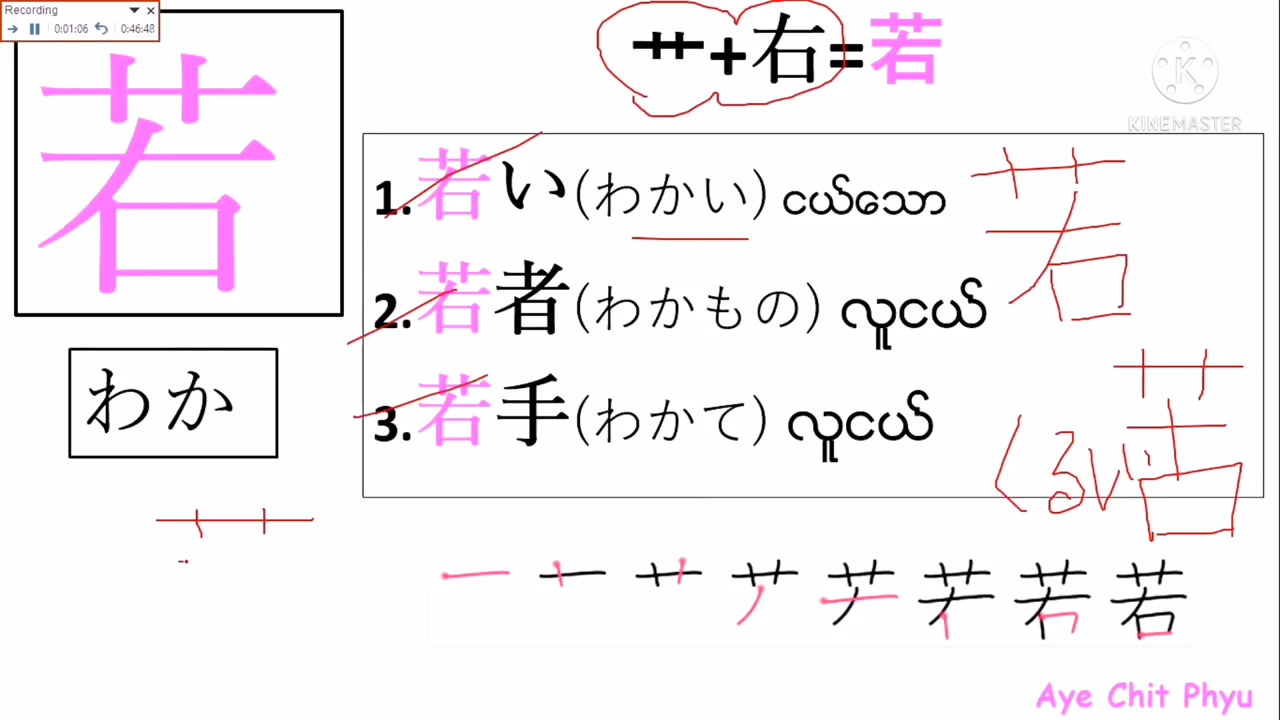 Recording
0:01:06 0:46:48
若
艹+右=若
K
KINEMASTER
1.若い(わかい) ငယ်သော
若
2.若者(わかもの) လူငယ်
わか
3.若手(わかて) လူငယ်
苦
Aye Chit Phyu